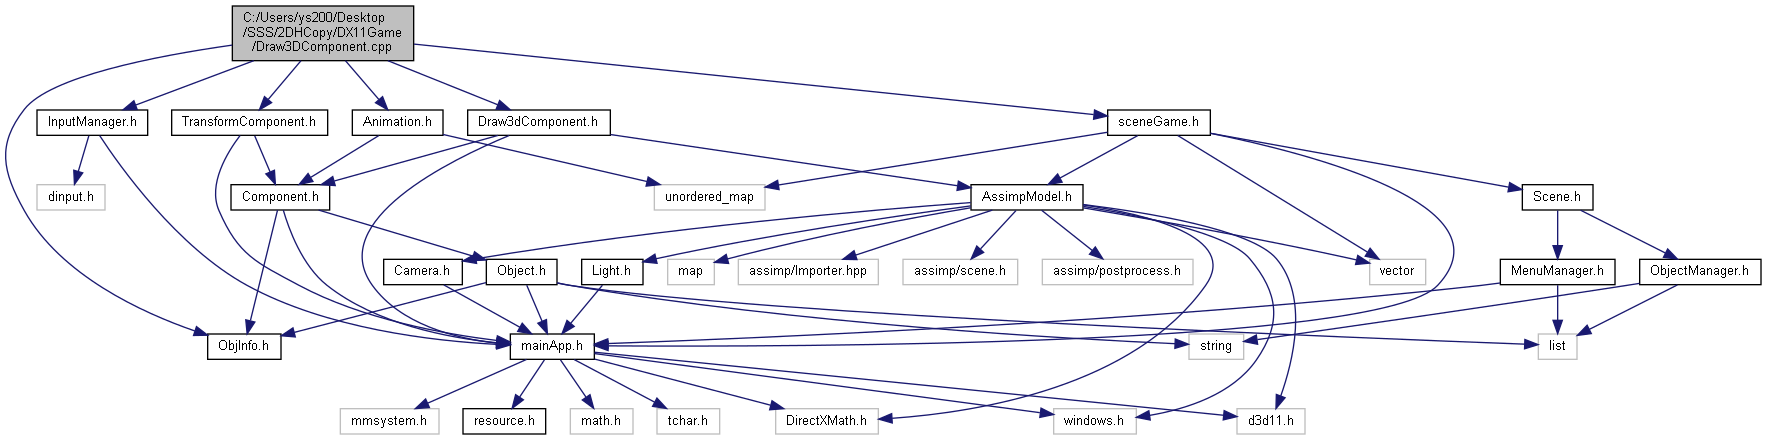 C:/Users/ys200/Desktop
/SSS/2DHCopy/DX11Game
/Draw3DComponent.cpp
InputManager.h
TransformComponent.h
Animation.h
Draw3dComponent.h
sceneGame.h
dinput.h
Component.h
unordered_map
AssimpModel.h
Scene.h
Camera.h
Object.h
Light.h
map
assimp/Importer.hpp
assimp/scene.h
assimp/postprocess.h
vector
MenuManager.h
ObjectManager.h
ObjInfo.h
mainApp.h
string
list
mmsystem.h
resource.h
math.h
tchar.h
DirectXMath.h
windows.h
d3d11.h